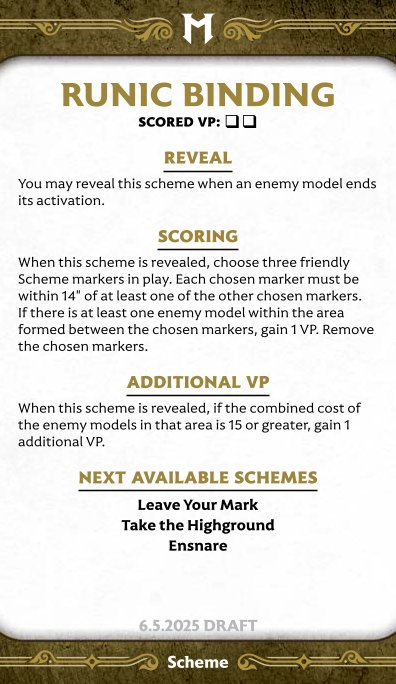 M
RUNIC BINDING
SCORED VP: ☐☐
REVEAL
You may reveal this scheme when an enemy model ends
its activation.
SCORING
When this scheme is revealed, choose three friendly
Scheme markers in play. Each chosen marker must be
within 14" of at least one of the other chosen markers.
If there is at least one enemy model within the area
formed between the chosen markers, gain 1 VP. Remove
the chosen markers.
ADDITIONAL VP
When this scheme is revealed, if the combined cost of
the enemy models in that area is 15 or greater, gain 1
additional VP.
NEXT AVAILABLE SCHEMES
Leave Your Mark
Take the Highground
Ensnare
6.5.2025 DRAFT
Scheme